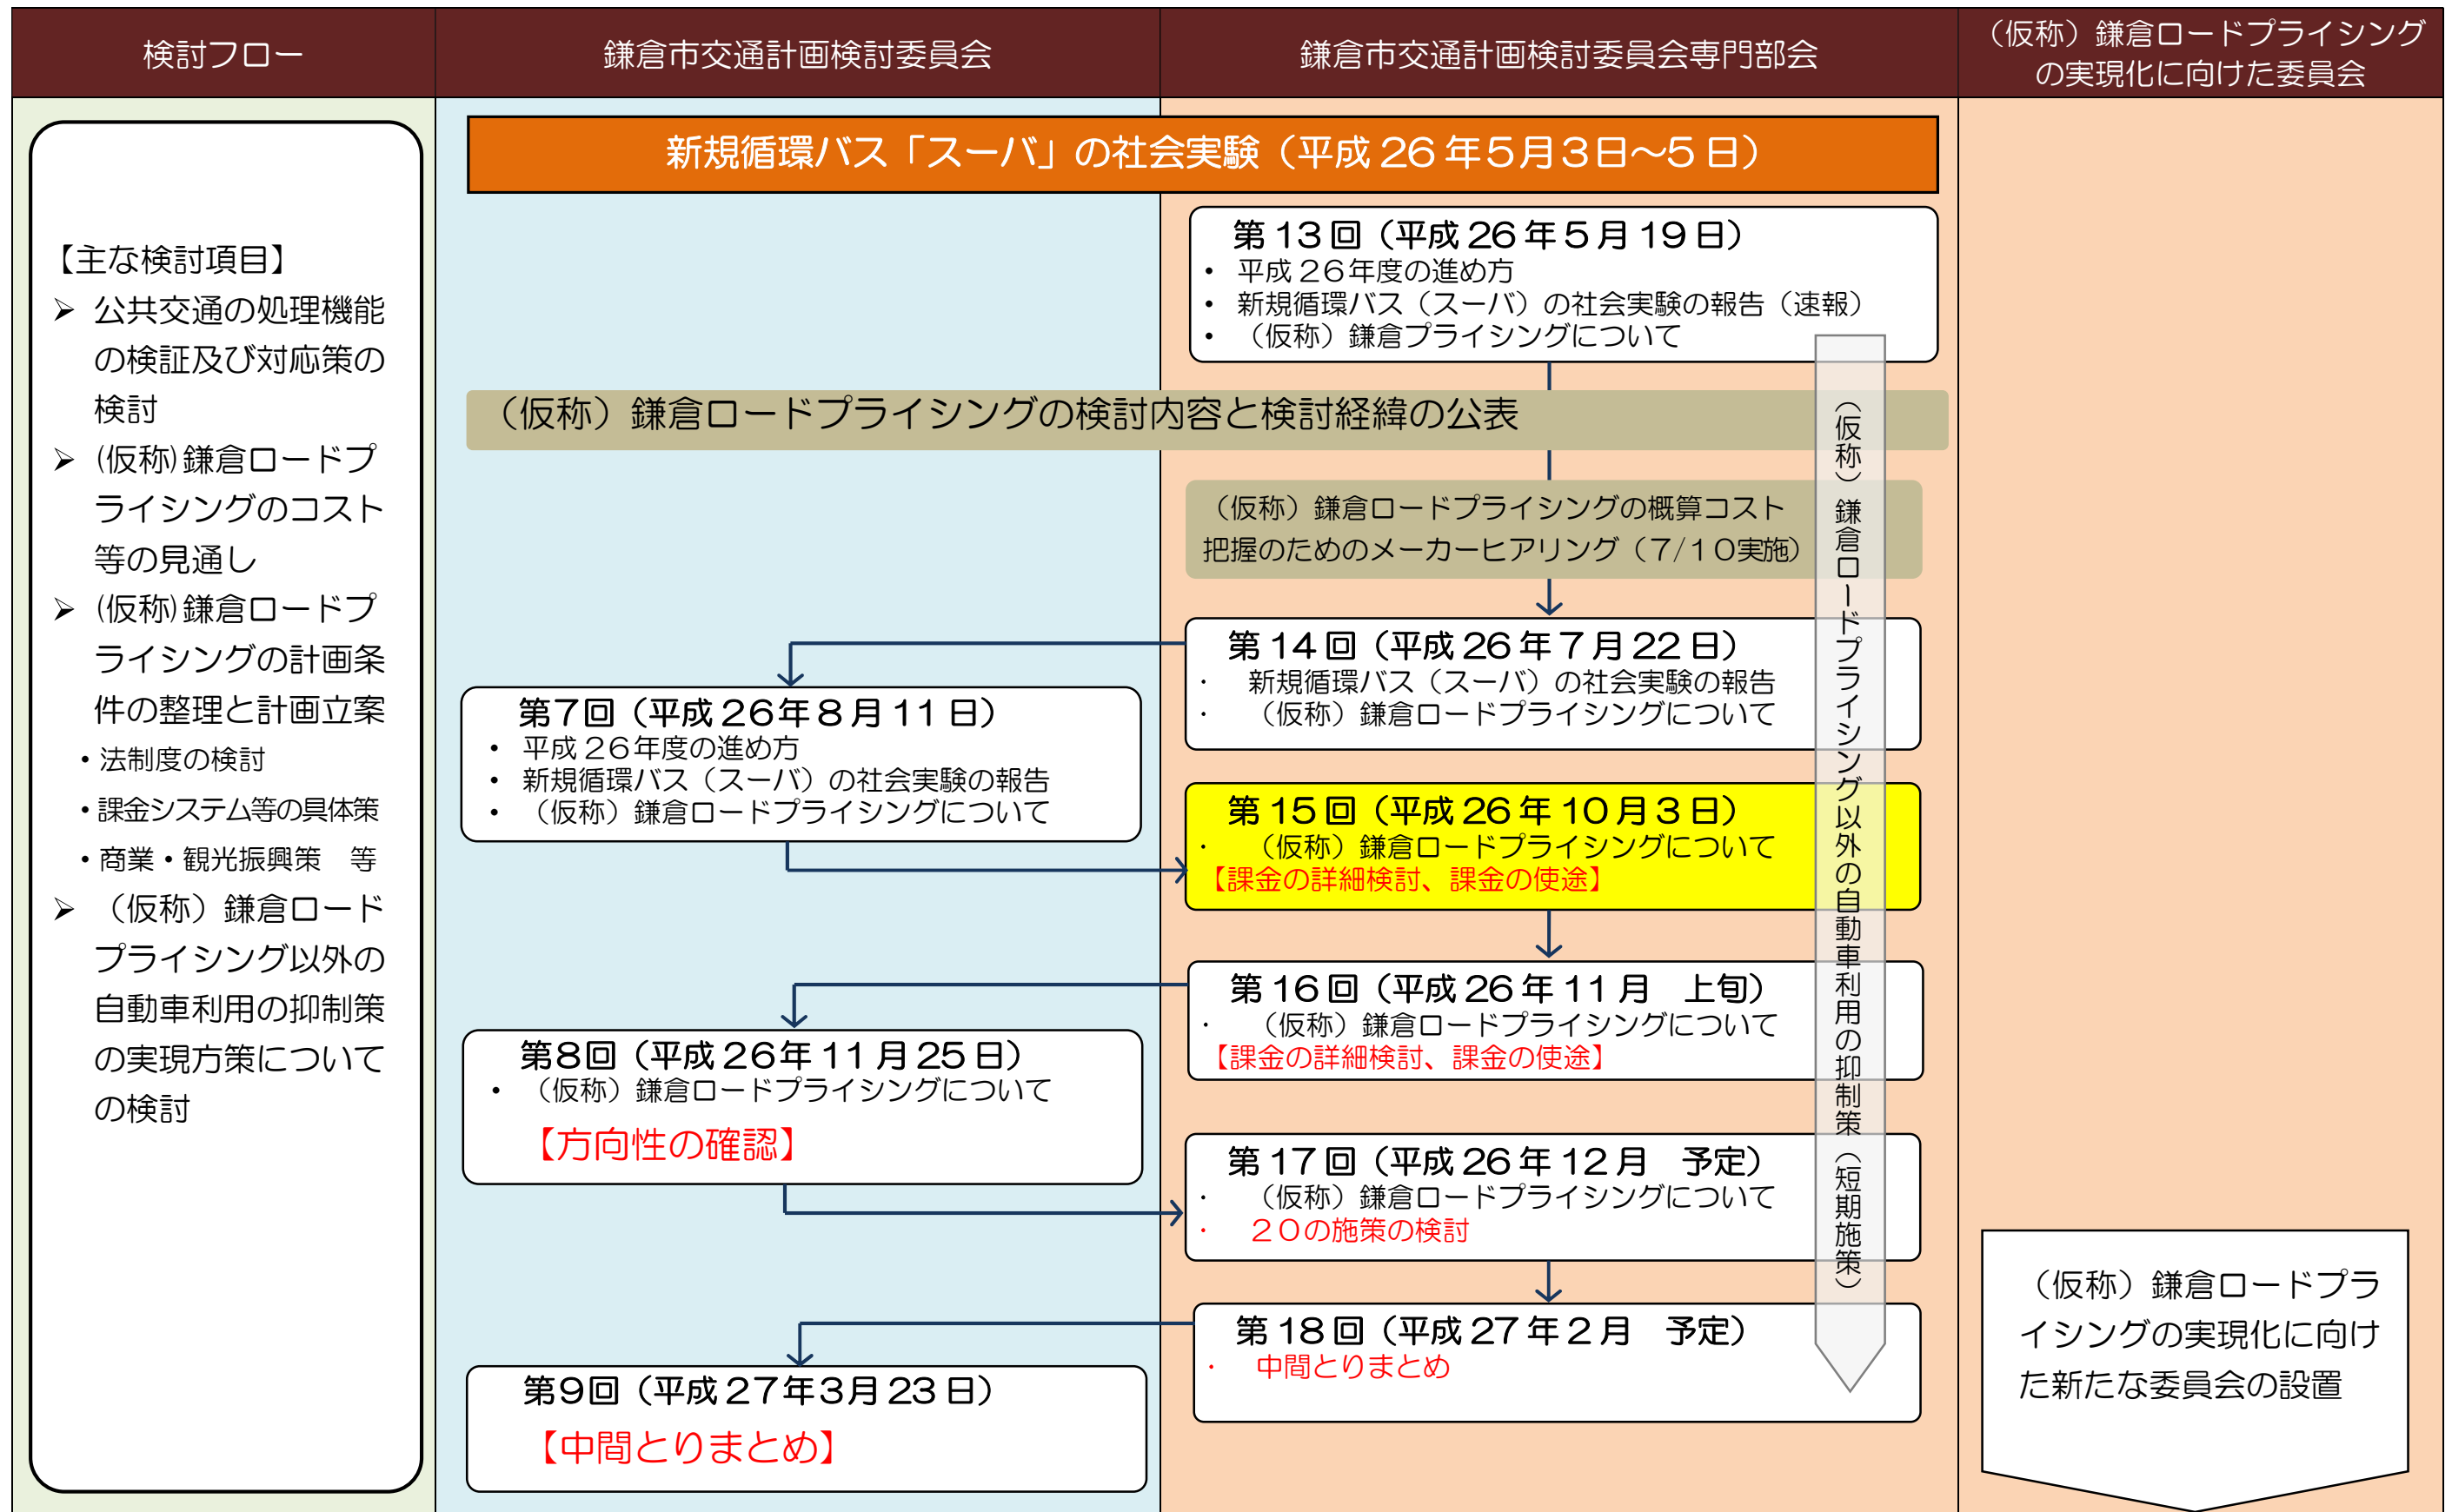 検討フロー
鎌倉市交通計画検討委員会
鎌倉市交通計画検討委員会専門部会
（仮称）鎌倉ロードプライシング
の実現化に向けた委員会
【主な検討項目】
➢ 公共交通の処理機能
の検証及び対応策の
検討
➢ (仮称)鎌倉ロードプ
ライシングのコスト
等の見通し
➢ (仮称)鎌倉ロードプ
ライシングの計画条
件の整理と計画立案
・法制度の検討
・課金システム等の具体策
・商業・観光振興策　等
➢ （仮称）鎌倉ロード
プライシング以外の
自動車利用の抑制策
の実現方策について
の検討
新規循環バス「スーバ」の社会実験（平成26年5月3日～5日）
第13回（平成26年5月19日）
• 平成26年度の進め方
• 新規循環バス（スーバ）の社会実験の報告（速報）
• （仮称）鎌倉プライシングについて
（仮称）鎌倉ロードプライシングの検討内容と検討経緯の公表
（仮称）鎌倉ロードプライシングの概算コスト
把握のためのメーカーヒアリング（7/10実施）
第14回（平成26年7月22日）
・ 新規循環バス（スーバ）の社会実験の報告
・ （仮称）鎌倉ロードプライシングについて
第7回（平成26年8月11日）
• 平成26年度の進め方
• 新規循環バス（スーバ）の社会実験の報告
• （仮称）鎌倉ロードプライシングについて
第15回（平成26年10月3日）
・ （仮称）鎌倉ロードプライシングについて
【課金の詳細検討、課金の使途】
第16回（平成26年11月　上旬）
・ （仮称）鎌倉ロードプライシングについて
【課金の詳細検討、課金の使途】
第8回（平成26年11月25日）
• （仮称）鎌倉ロードプライシングについて
【方向性の確認】
第17回（平成26年12月　予定）
・ （仮称）鎌倉ロードプライシングについて
・ 20の施策の検討
第18回（平成27年2月　予定）
・ 中間とりまとめ
第9回（平成27年3月23日）
【中間とりまとめ】
（仮称）鎌倉ロードプライシング以外の自動車利用の抑制策（短期施策）
（仮称）鎌倉ロードプラ
イシングの実現化に向け
た新たな委員会の設置